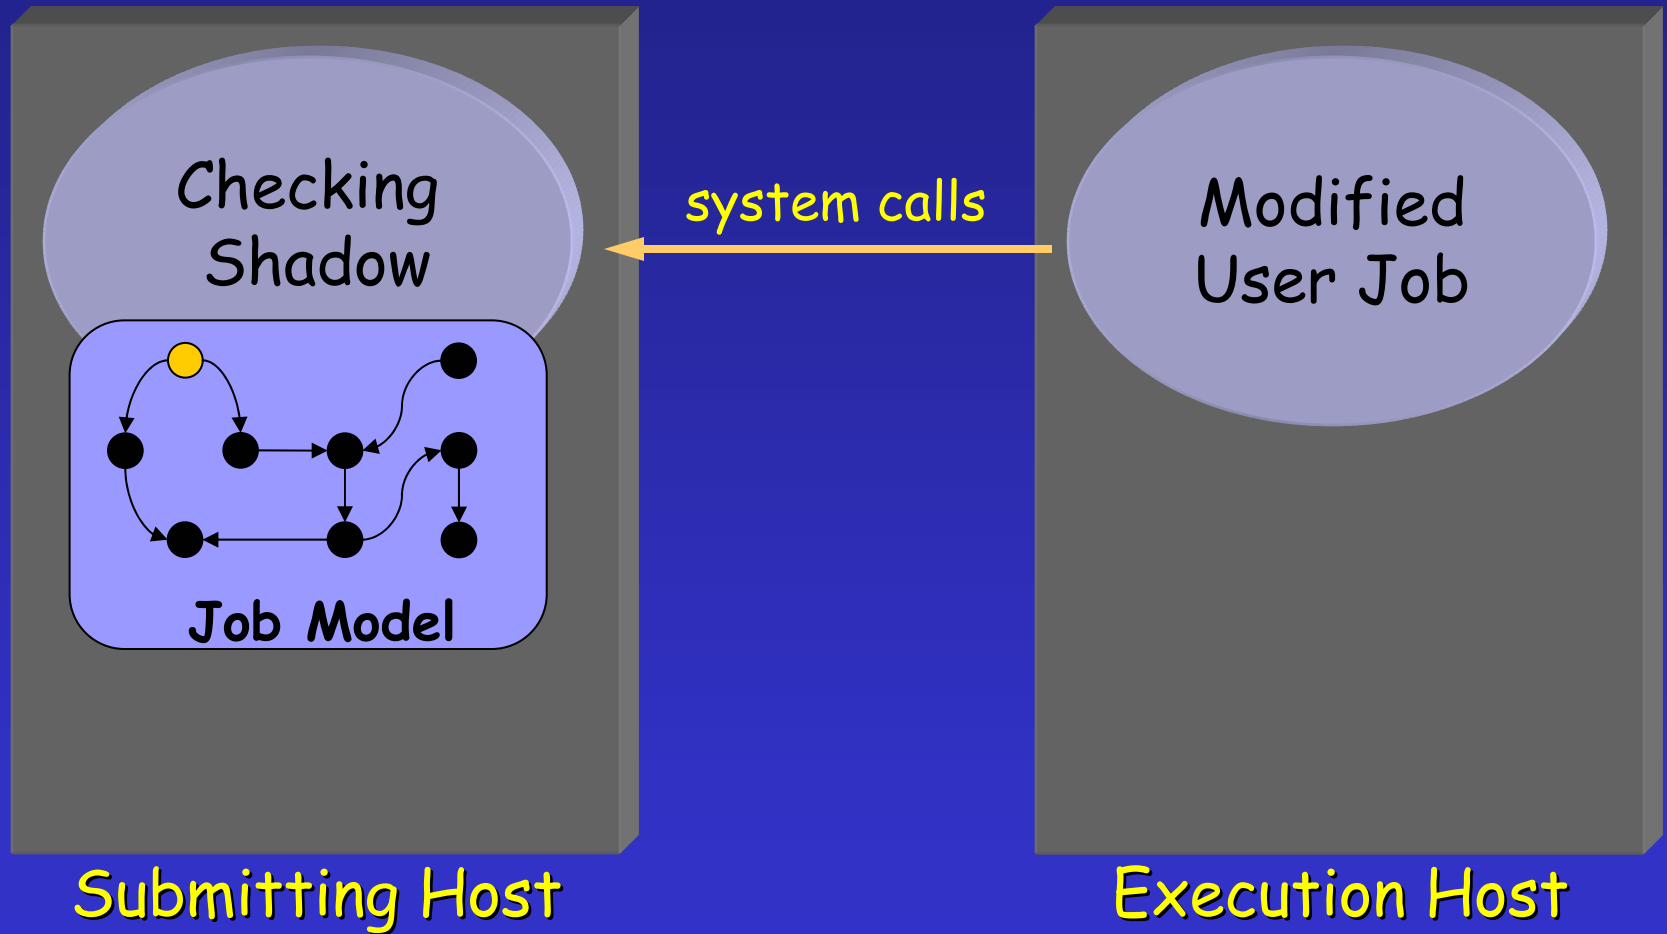 Checking
Shadow
system calls
Modified
User Job
Job Model
Submitting Host
Execution Host